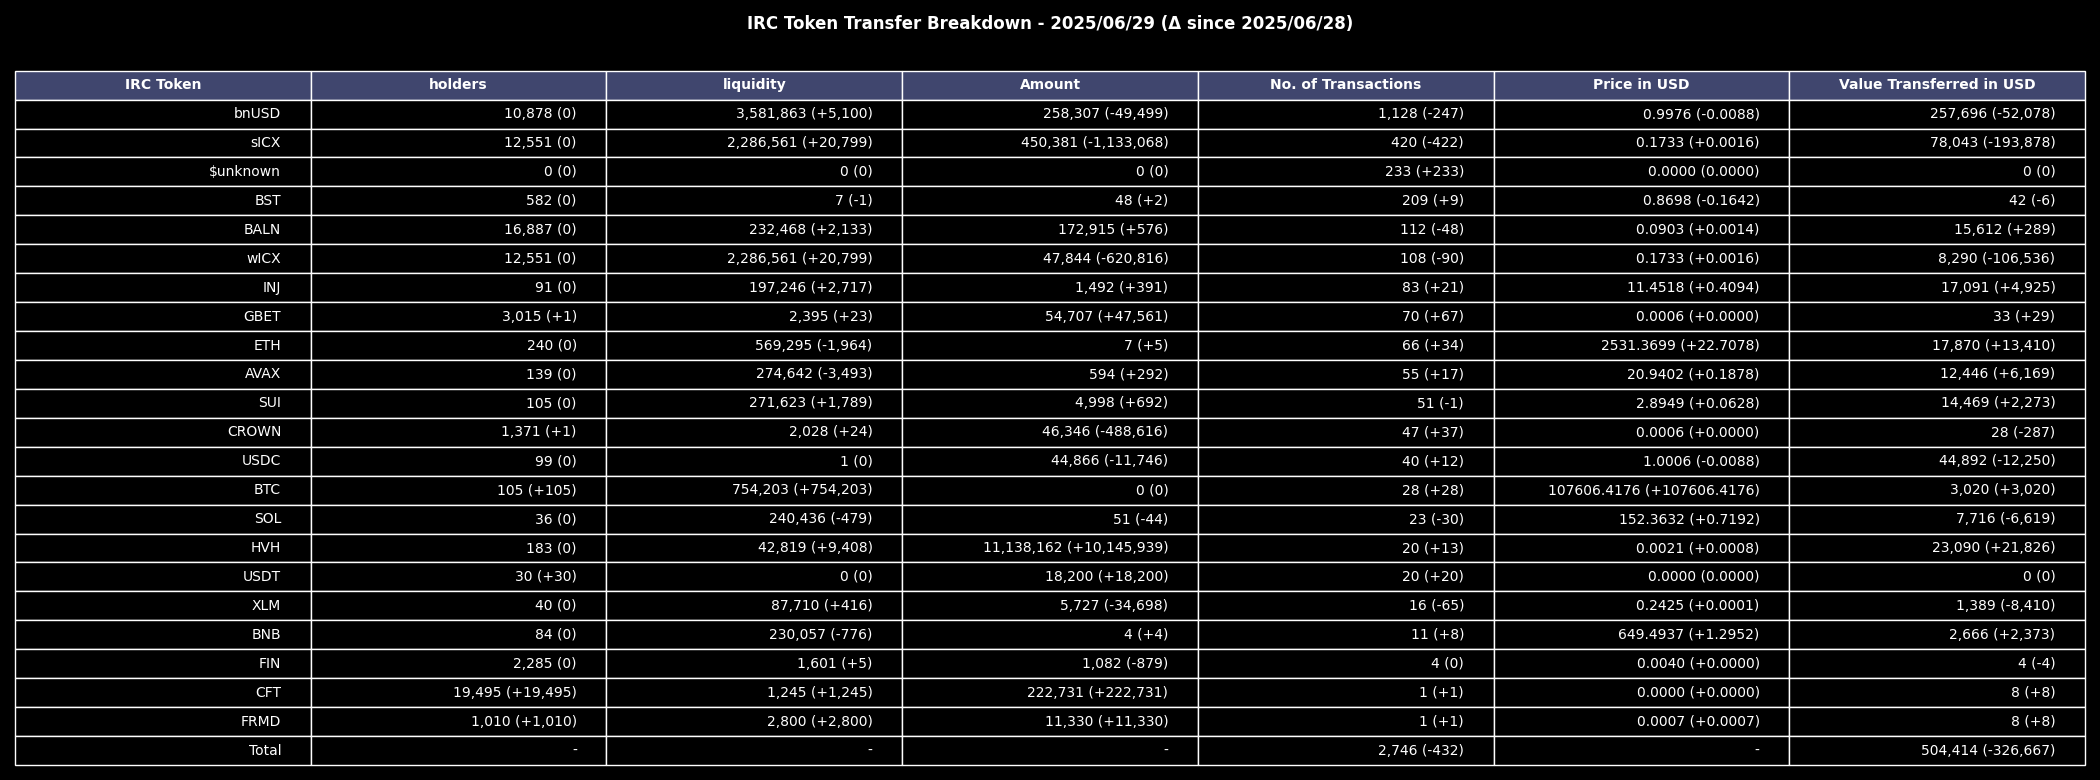 IRC Token Transfer Breakdown - 2025/06/29 (Δ since 2025/06/28)
IRC Token holders liquidity Amount No. of Transactions Price in USD Value Transferred in USD
bnUSD 10,878 (0) 3,581,863 (+5,100) 258,307 (-49,499) 1,128 (-247) 0.9976 (-0.0088) 257,696 (-52,078)
sICX 12,551 (0) 2,286,561 (+20,799) 450,381 (-1,133,068) 420 (-422) 0.1733 (+0.0016) 78,043 (-193,878)
$unknown 0 (0) 0 (0) 0 (0) 233 (+233) 0.0000 (0.0000) 0 (0)
BST 582 (0) 7 (-1) 48 (+2) 209 (+9) 0.8698 (-0.1642) 42 (-6)
BALN 16,887 (0) 232,468 (+2,133) 172,915 (+576) 112 (-48) 0.0903 (+0.0014) 15,612 (+289)
wICX 12,551 (0) 2,286,561 (+20,799) 47,844 (-620,816) 108 (-90) 0.1733 (+0.0016) 8,290 (-106,536)
INJ 91 (0) 197,246 (+2,717) 1,492 (+391) 83 (+21) 11.4518 (+0.4094) 17,091 (+4,925)
GBET 3,015 (+1) 2,395 (+23) 54,707 (+47,561) 70 (+67) 0.0006 (+0.0000) 33 (+29)
ETH 240 (0) 569,295 (-1,964) 7 (+5) 66 (+34) 2531.3699 (+22.7078) 17,870 (+13,410)
AVAX 139 (0) 274,642 (-3,493) 594 (+292) 55 (+17) 20.9402 (+0.1878) 12,446 (+6,169)
SUI 105 (0) 271,623 (+1,789) 4,998 (+692) 51 (-1) 2.8949 (+0.0628) 14,469 (+2,273)
CROWN 1,371 (+1) 2,028 (+24) 46,346 (-488,616) 47 (+37) 0.0006 (+0.0000) 28 (-287)
USDC 99 (0) 1 (0) 44,866 (-11,746) 40 (+12) 1.0006 (-0.0088) 44,892 (-12,250)
BTC 105 (+105) 754,203 (+754,203) 0 (0) 28 (+28) 107606.4176 (+107606.4176) 3,020 (+3,020)
SOL 36 (0) 240,436 (-479) 51 (-44) 23 (-30) 152.3632 (+0.7192) 7,716 (-6,619)
HVH 183 (0) 42,819 (+9,408) 11,138,162 (+10,145,939) 20 (+13) 0.0021 (+0.0008) 23,090 (+21,826)
USDT 30 (+30) 0 (0) 18,200 (+18,200) 20 (+20) 0.0000 (0.0000) 0 (0)
XLM 40 (0) 87,710 (+416) 5,727 (-34,698) 16 (-65) 0.2425 (+0.0001) 1,389 (-8,410)
BNB 84 (0) 230,057 (-776) 4 (+4) 11 (+8) 649.4937 (+1.2952) 2,666 (+2,373)
FIN 2,285 (0) 1,601 (+5) 1,082 (-879) 4 (0) 0.0040 (+0.0000) 4 (-4)
CFT 19,495 (+19,495) 1,245 (+1,245) 222,731 (+222,731) 1 (+1) 0.0000 (+0.0000) 8 (+8)
FRMD 1,010 (+1,010) 2,800 (+2,800) 11,330 (+11,330) 1 (+1) 0.0007 (+0.0007) 8 (+8)
Total - - - 2,746 (-432) - 504,414 (-326,667)